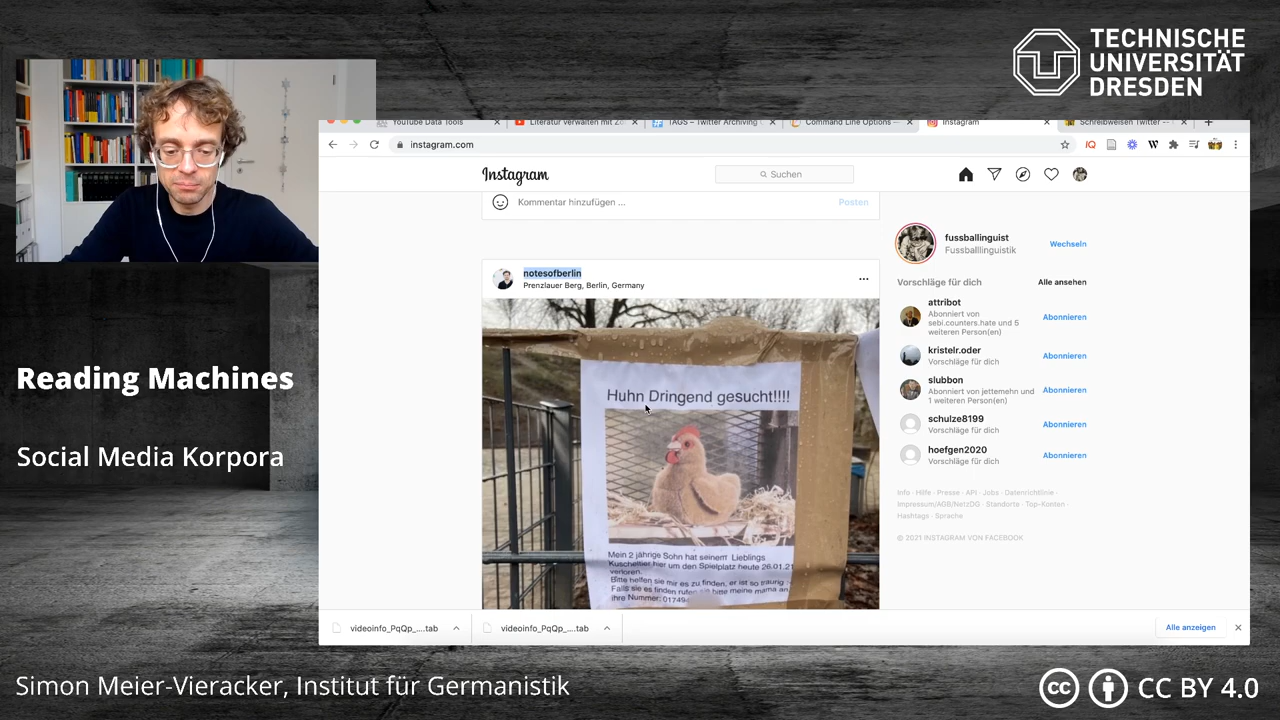 TECHNISCHE
UNIVERSITÄT
DRESDEN
YouTube Data Tools
Literatur verwalten mit Zo
TAGS – Twitter Archiving
Command Line Options —
Instagram
Schreibweisen Twitter --
instagram.com
Instagram
Suchen
Kommentar hinzufügen ...
Posten
notesofberlin
Prenzlauer Berg, Berlin, Germany
Huhn Dringend gesucht!!!!
Mein 2 jährige Sohn hat seinem Lieblings
Kuscheltier hier um den Spielplatz heute 26.01.21
verloren.
Bitte helfen sie mir es zu finden, er ist so traurig
Falls sie es finden rufen sie bitte meine mama an
ihre Nummer: 01749
fussballinguist
Fussballlinguistik
Wechseln
Vorschläge für dich
Alle ansehen
attribot
Abonniert von
sebi.counters.hate und 5
weiteren Person(en)
Abonnieren
kristelr.oder
Vorschläge für dich
Abonnieren
slubbon
Abonniert von jettemehn und
1 weiteren Person(en)
Abonnieren
schulze8199
Vorschläge für dich
Abonnieren
hoefgen2020
Vorschläge für dich
Abonnieren
Info · Hilfe · Presse · API · Jobs · Datenrichtlinie ·
Impressum/AGB/NetzDG · Standorte · Top-Konten ·
Hashtags · Sprache
© 2021 INSTAGRAM VON FACEBOOK
videoinfo_PqQp_....tab
videoinfo_PqQp_....tab
Alle anzeigen
Reading Machines
Social Media Korpora
Simon Meier-Vieracker, Institut für Germanistik
cc
CC BY 4.0